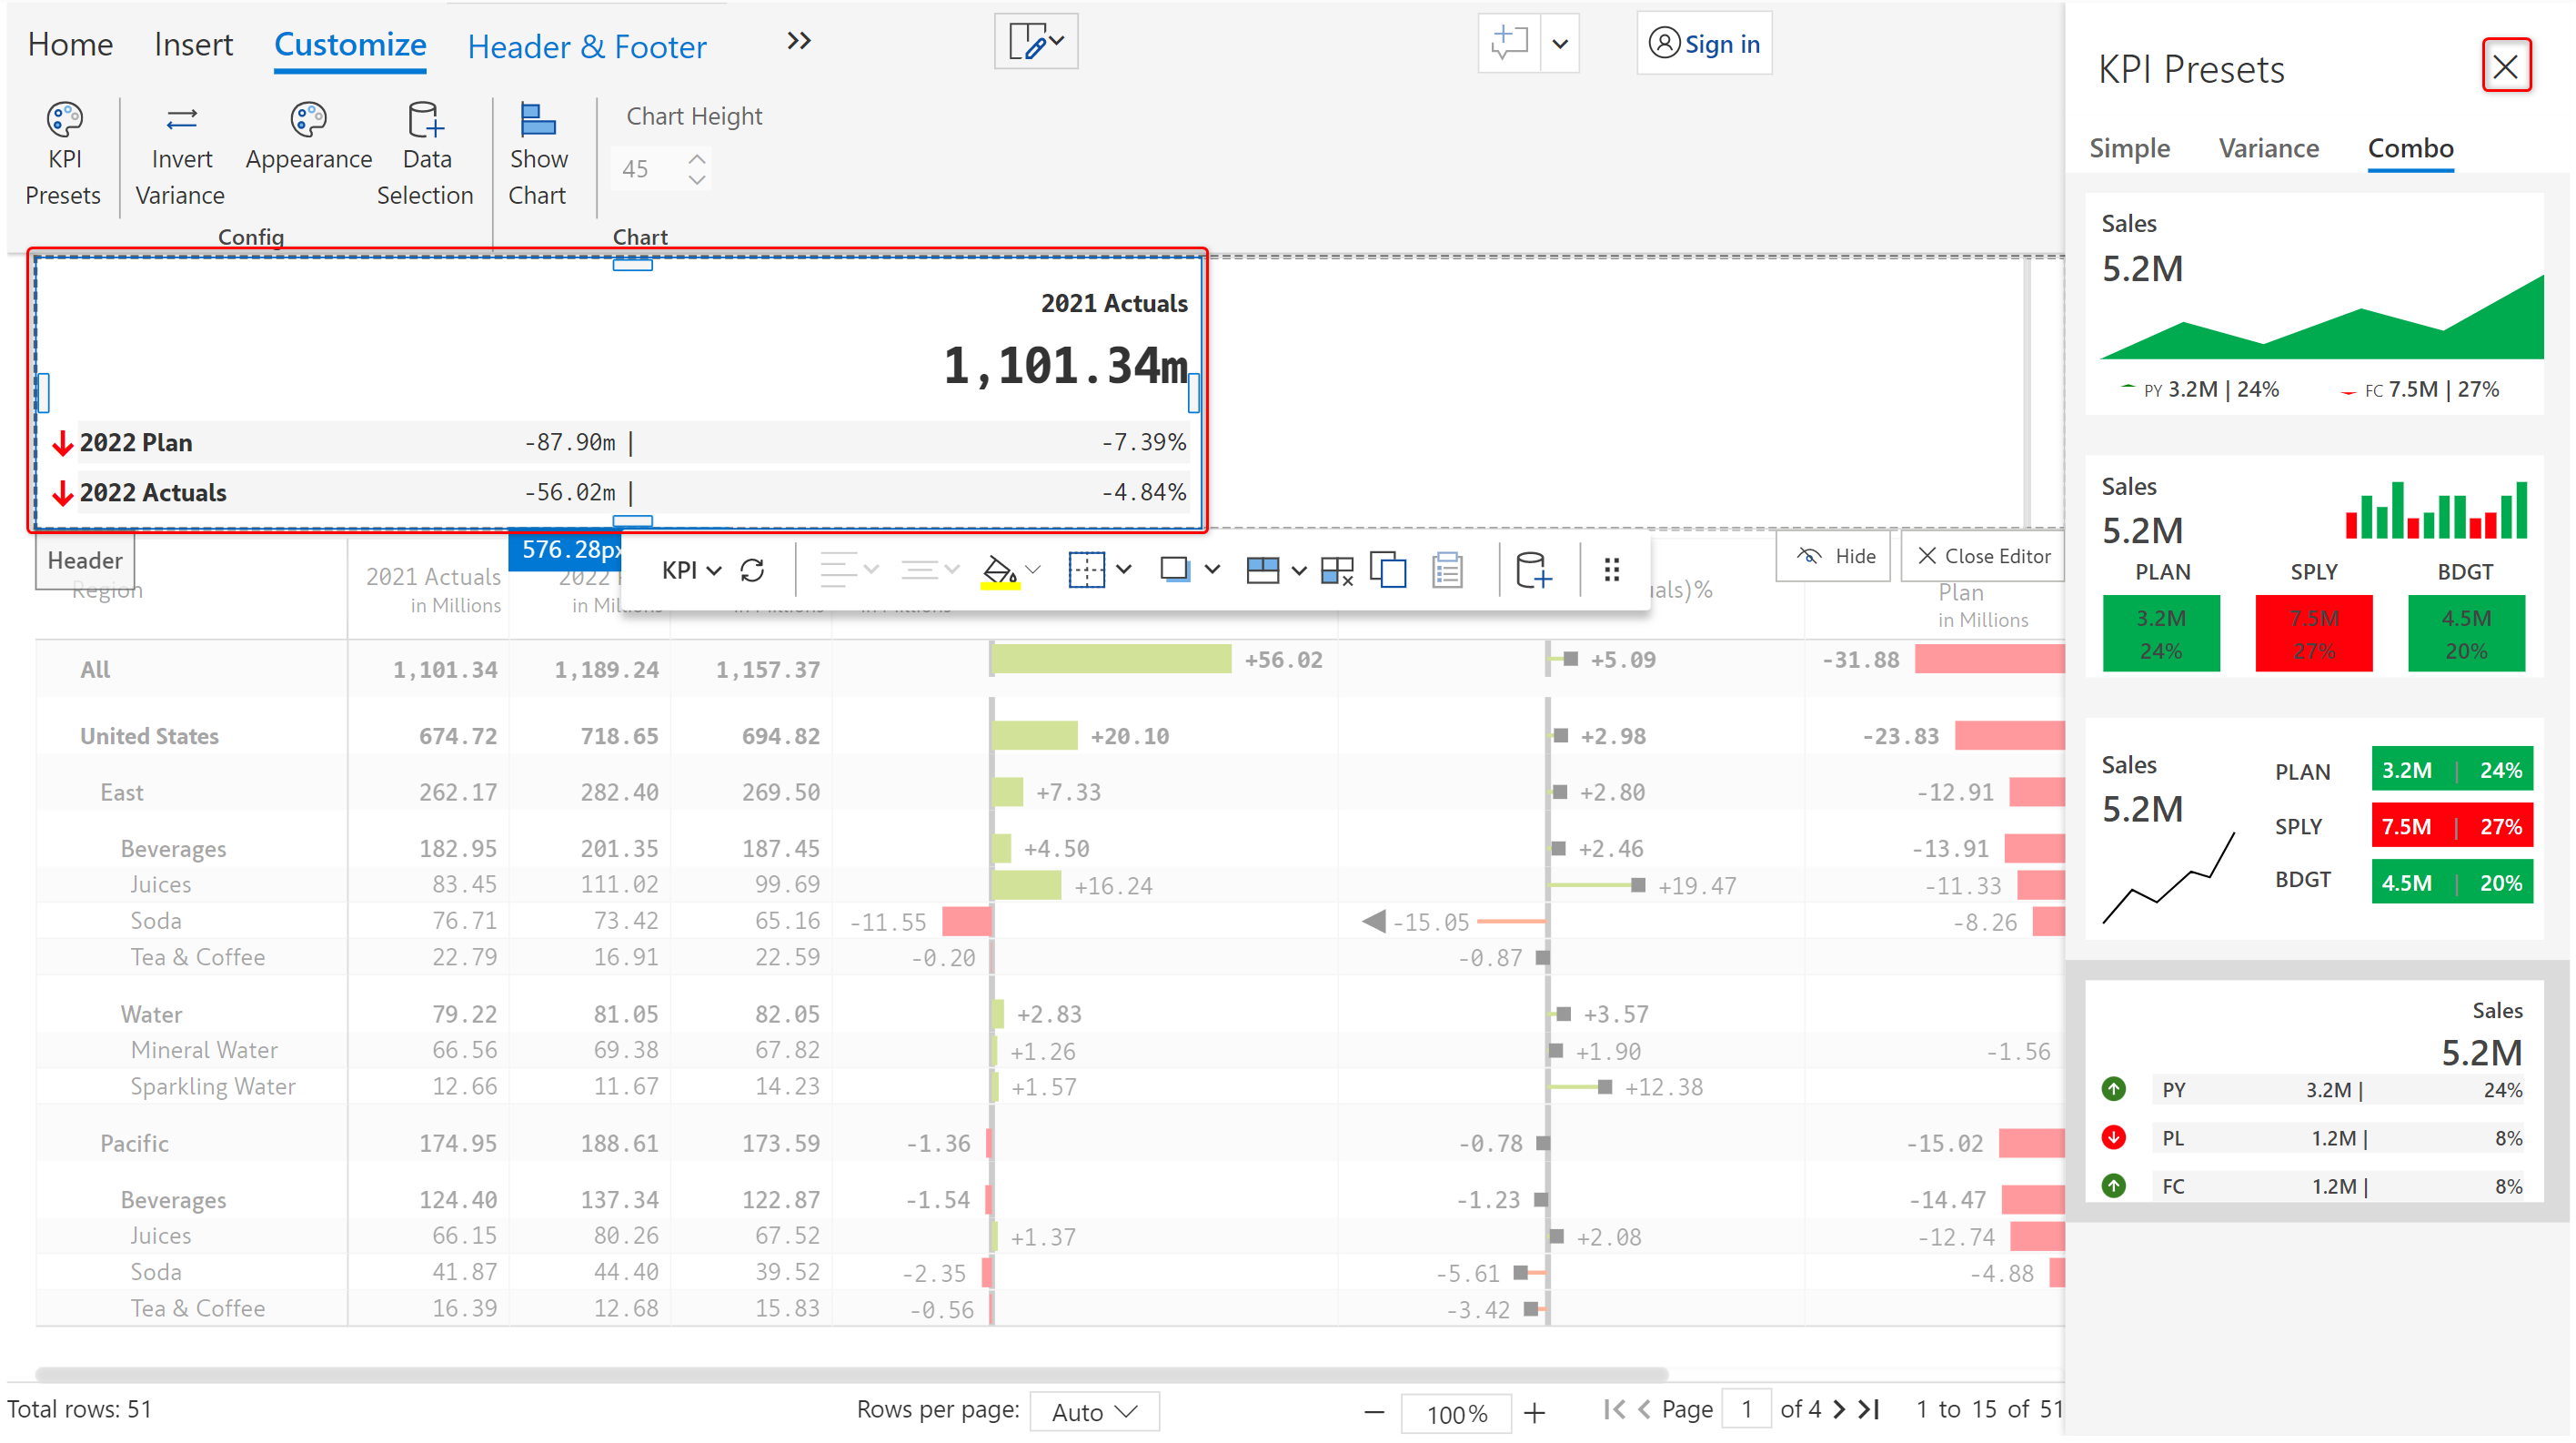 Home Insert Customize Header & Footer
Sign in
KPI Presets
Invert Variance
Appearance
Data Selection
Show Chart
Chart Height
45
Config
Chart
2021 Actuals
1,101.34m
2022 Plan -87.90m | -7.39%
2022 Actuals -56.02m | -4.84%
Header
576.28px
KPI
Hide
Close Editor
Region
2021 Actuals
in Millions
2022
in Millions
in Millions
als)%
Plan
in Millions
All 1,101.34 1,189.24 1,157.37 +56.02 +5.09 -31.88
United States 674.72 718.65 694.82 +20.10 +2.98 -23.83
East 262.17 282.40 269.50 +7.33 +2.80 -12.91
Beverages 182.95 201.35 187.45 +4.50 +2.46 -13.91
Juices 83.45 111.02 99.69 +16.24 +19.47 -11.33
Soda 76.71 73.42 65.16 -11.55 -15.05 -8.26
Tea & Coffee 22.79 16.91 22.59 -0.20 -0.87
Water 79.22 81.05 82.05 +2.83 +3.57
Mineral Water 66.56 69.38 67.82 +1.26 +1.90 -1.56
Sparkling Water 12.66 11.67 14.23 +1.57 +12.38
Pacific 174.95 188.61 173.59 -1.36 -0.78 -15.02
Beverages 124.40 137.34 122.87 -1.54 -1.23 -14.47
Juices 66.15 80.26 67.52 +1.37 +2.08 -12.74
Soda 41.87 44.40 39.52 -2.35 -5.61 -4.88
Tea & Coffee 16.39 12.68 15.83 -0.56 -3.42
Total rows: 51
Rows per page: Auto
100%
Page 1 of 4
1 to 15 of 51
KPI Presets
Simple Variance Combo
Sales
5.2M
PY 3.2M | 24% FC 7.5M | 27%
Sales
5.2M
PLAN SPLY BDGT
3.2M 7.5M 4.5M
24% 27% 20%
Sales
5.2M
PLAN 3.2M | 24%
SPLY 7.5M | 27%
BDGT 4.5M | 20%
Sales
5.2M
PY 3.2M | 24%
PL 1.2M | 8%
FC 1.2M | 8%